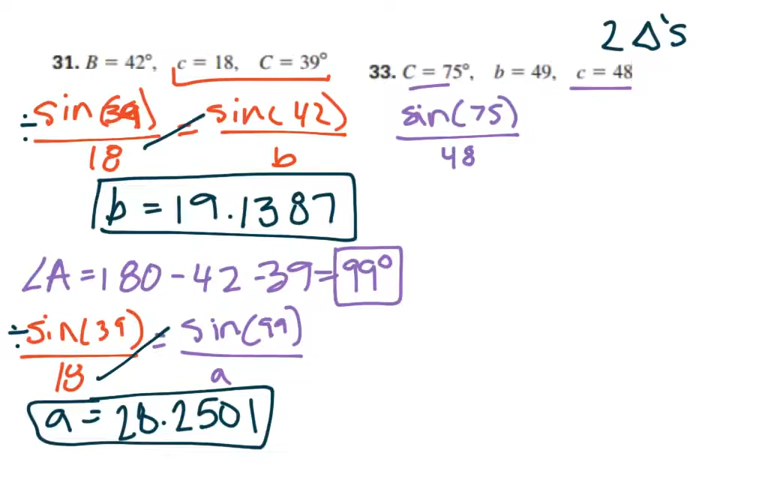 31. B = 42°, c = 18, C = 39°
÷ sin(39)/18 = sin(42)/b
b = 19.1387
∠A = 180 - 42 - 39 = 99°
÷ sin(39)/18 = sin(99)/a
a = 28.2501
2 Δ's
33. C = 75°, b = 49, c = 48
sin(75)/48